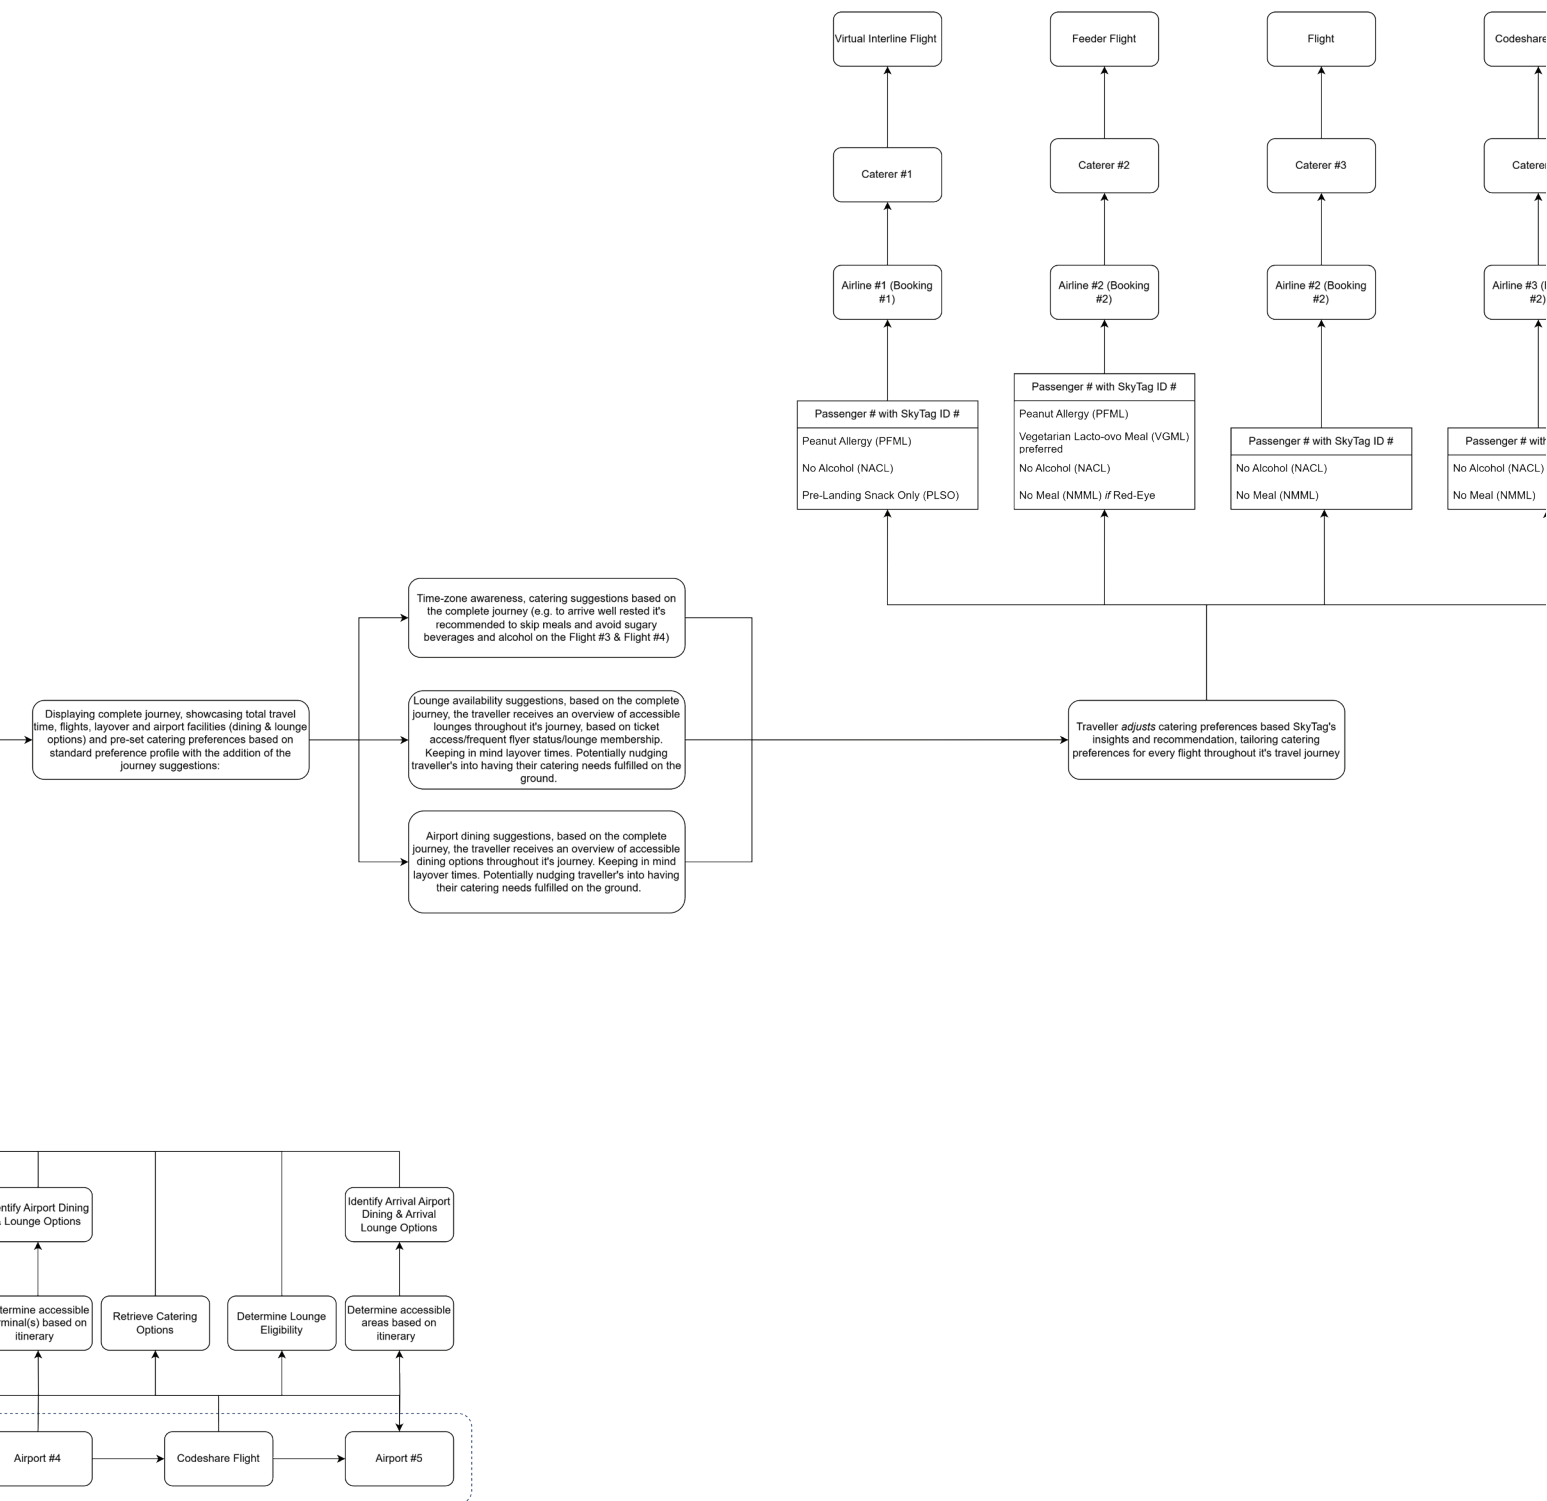 Virtual Interline Flight
Feeder Flight
Flight
Codeshare
Caterer #1
Caterer #2
Caterer #3
Airline #1 (Booking
#1)
Airline #2 (Booking
#2)
Airline #2 (Booking
#2)
Airline #3
#2)
Passenger # with SkyTag ID #
Peanut Allergy (PFML)
No Alcohol (NACL)
Pre-Landing Snack Only (PLSO)
Passenger # with SkyTag ID #
Peanut Allergy (PFML)
Vegetarian Lacto-ovo Meal (VGML)
preferred
No Alcohol (NACL)
No Meal (NMML) if Red-Eye
Passenger # with SkyTag ID #
No Alcohol (NACL)
No Meal (NMML)
Passenger # with
No Alcohol (NACL)
No Meal (NMML)
Time-zone awareness, catering suggestions based on
the complete journey (e.g. to arrive well rested it's
recommended to skip meals and avoid sugary
beverages and alcohol on the Flight #3 & Flight #4)
Displaying complete journey, showcasing total travel
time, flights, layover and airport facilities (dining & lounge
options) and pre-set catering preferences based on
standard preference profile with the addition of the
journey suggestions:
Lounge availability suggestions, based on the complete
journey, the traveller receives an overview of accessible
lounges throughout it's journey, based on ticket
access/frequent flyer status/lounge membership.
Keeping in mind layover times. Potentially nudging
traveller's into having their catering needs fulfilled on the
ground.
Airport dining suggestions, based on the complete
journey, the traveller receives an overview of accessible
dining options throughout it's journey. Keeping in mind
layover times. Potentially nudging traveller's into having
their catering needs fulfilled on the ground.
Traveller adjusts catering preferences based SkyTag's
insights and recommendation, tailoring catering
preferences for every flight throughout it's travel journey
Airport Dining
Lounge Options
Identify Arrival Airport
Dining & Arrival
Lounge Options
accessible
based on
itinerary
Retrieve Catering
Options
Determine Lounge
Eligibility
Determine accessible
areas based on
itinerary
Airport #4
Codeshare Flight
Airport #5